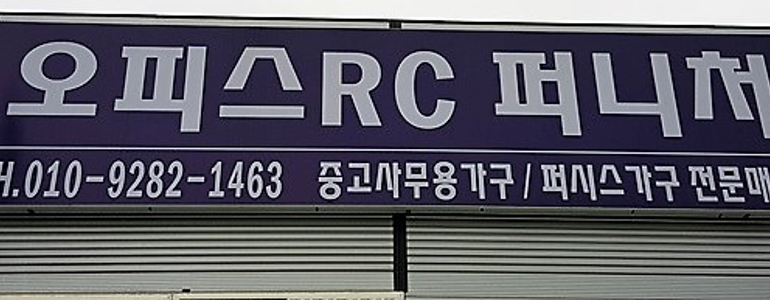 오피스RC 퍼니처
H.010-9282-1463 중고사무용가구 / 퍼시스가구 전문매